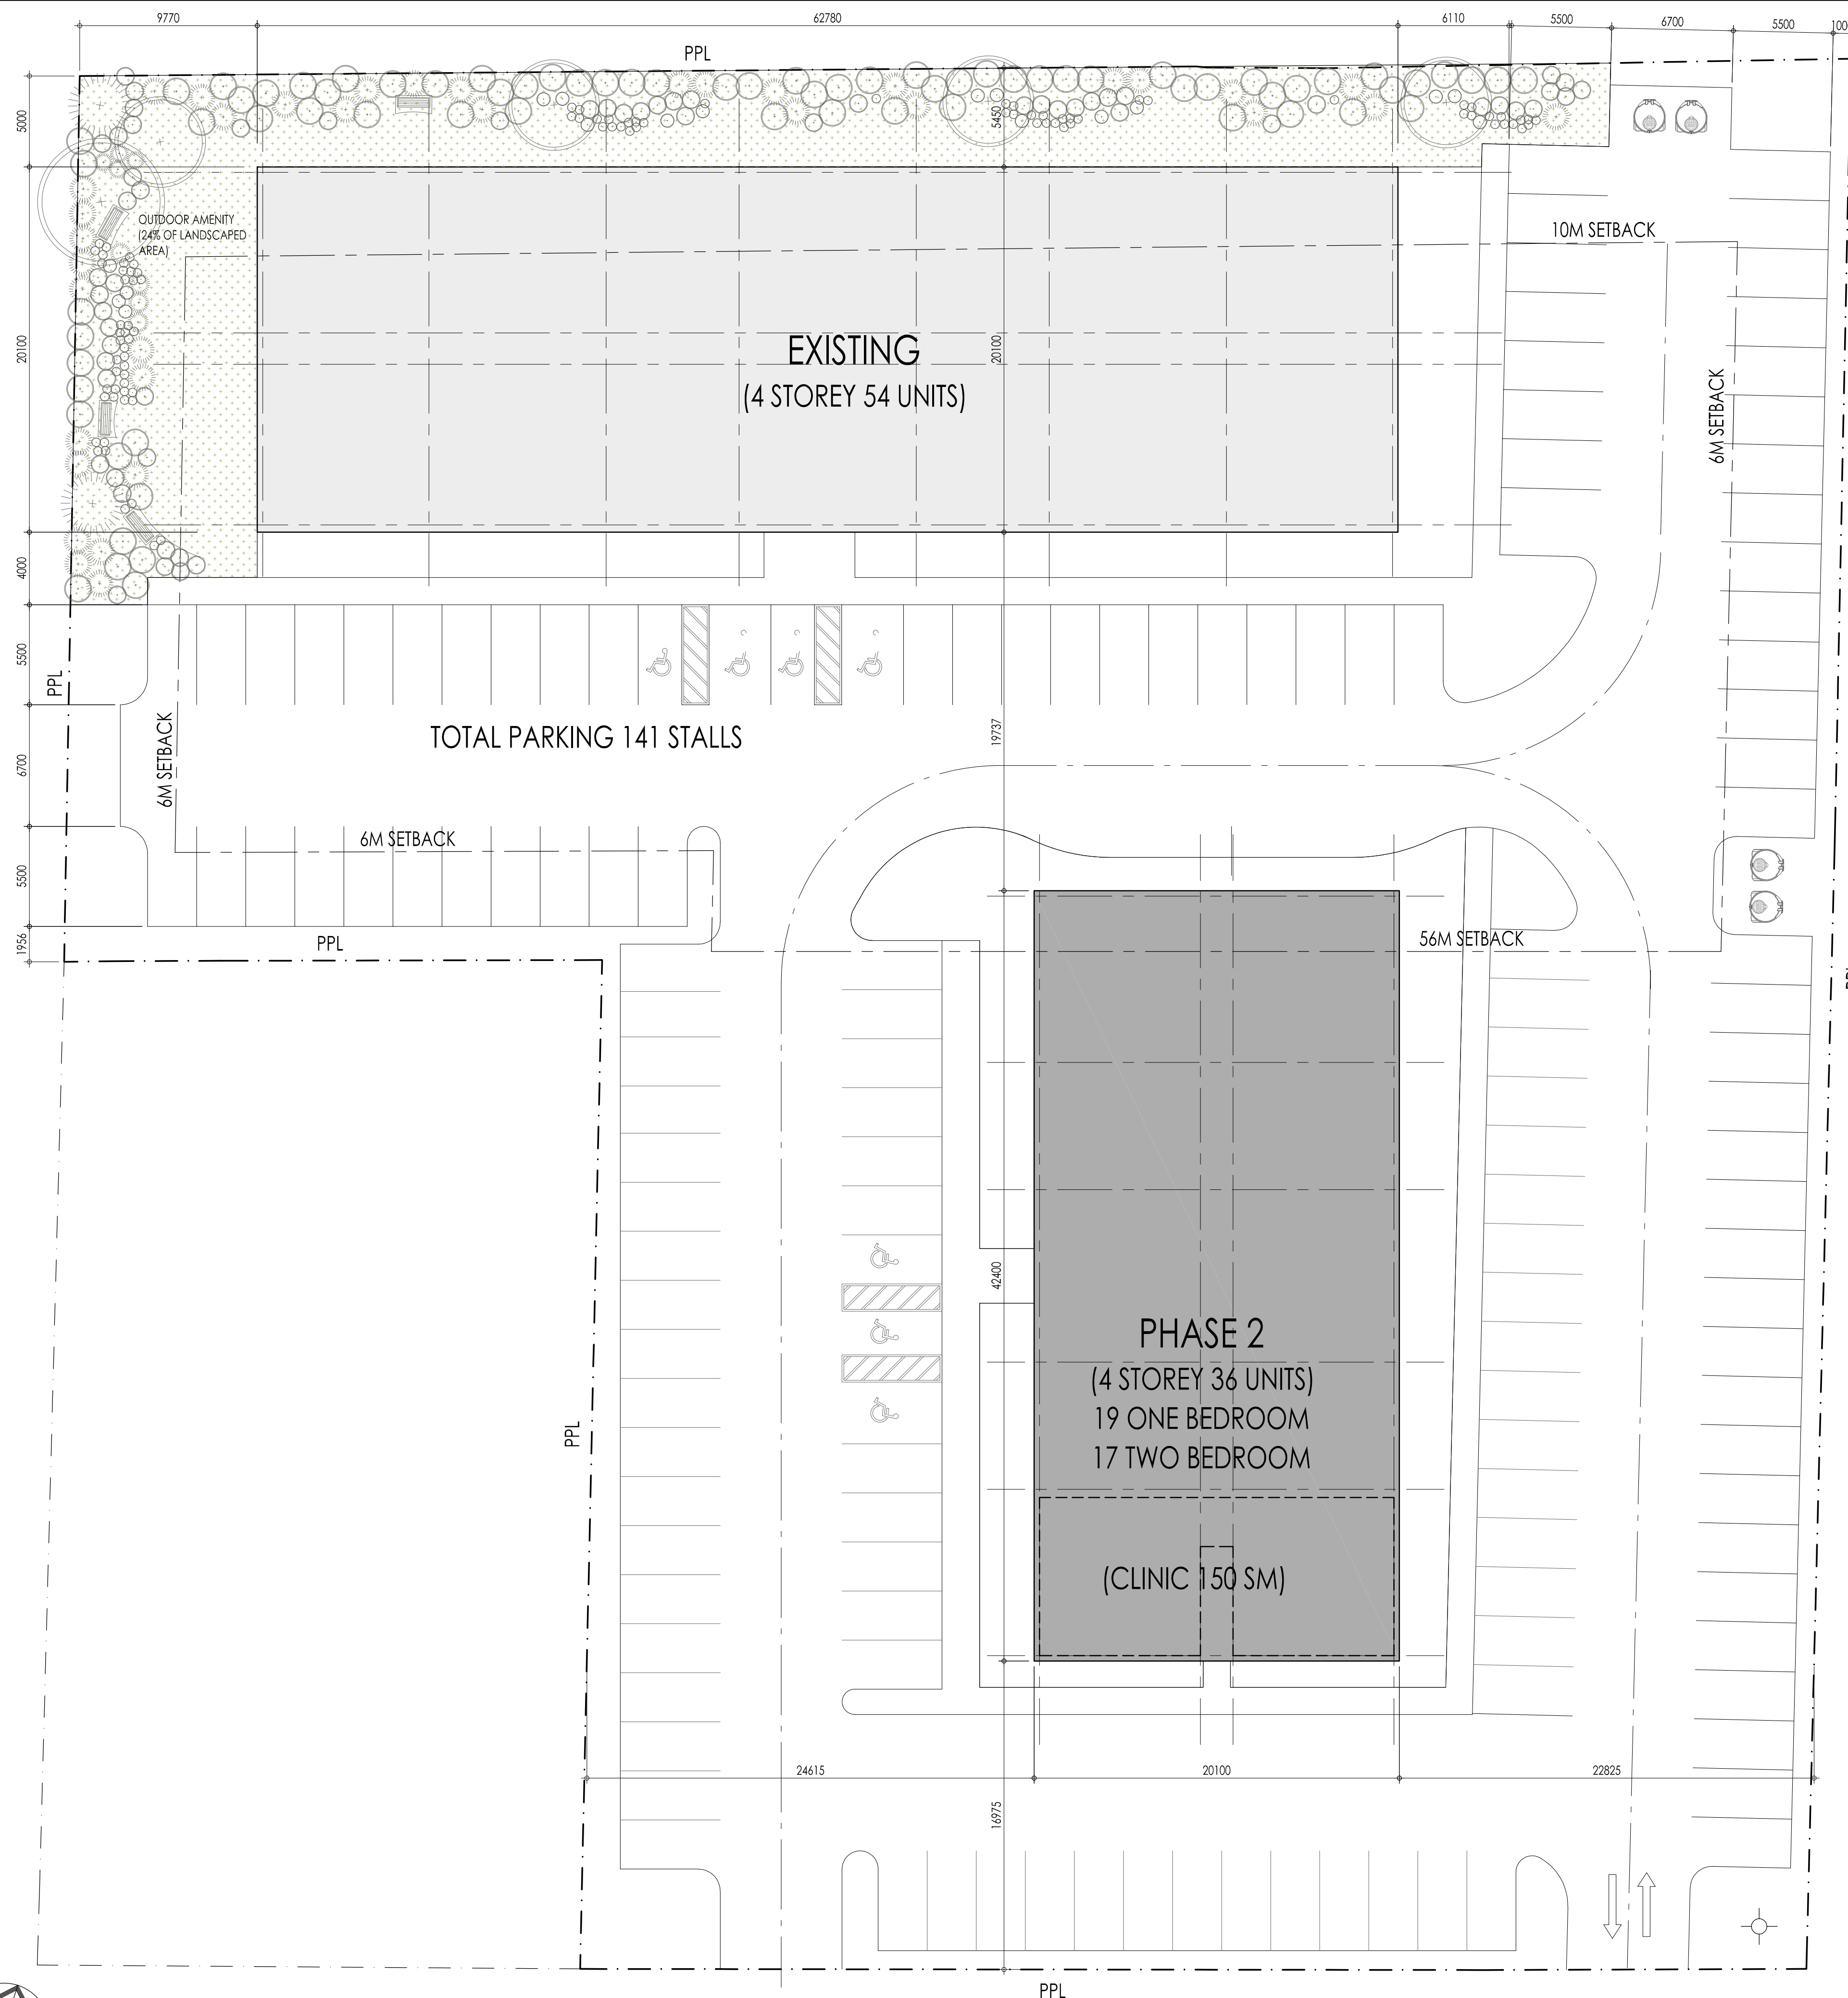 9770
62780
6110
5500
6700
5500
100
PPL
5000
5450
OUTDOOR AMENITY
(24% OF LANDSCAPED
AREA)
10M SETBACK
20100
EXISTING
20100
(4 STOREY 54 UNITS)
6M SETBACK
4000
5500
PPL
TOTAL PARKING 141 STALLS
19737
6700
6M SETBACK
6M SETBACK
5500
1956
PPL
56M SETBACK
42400
PHASE 2
(4 STOREY 36 UNITS)
19 ONE BEDROOM
17 TWO BEDROOM
PPL
(CLINIC 150 SM)
24615
20100
22825
16975
PPL